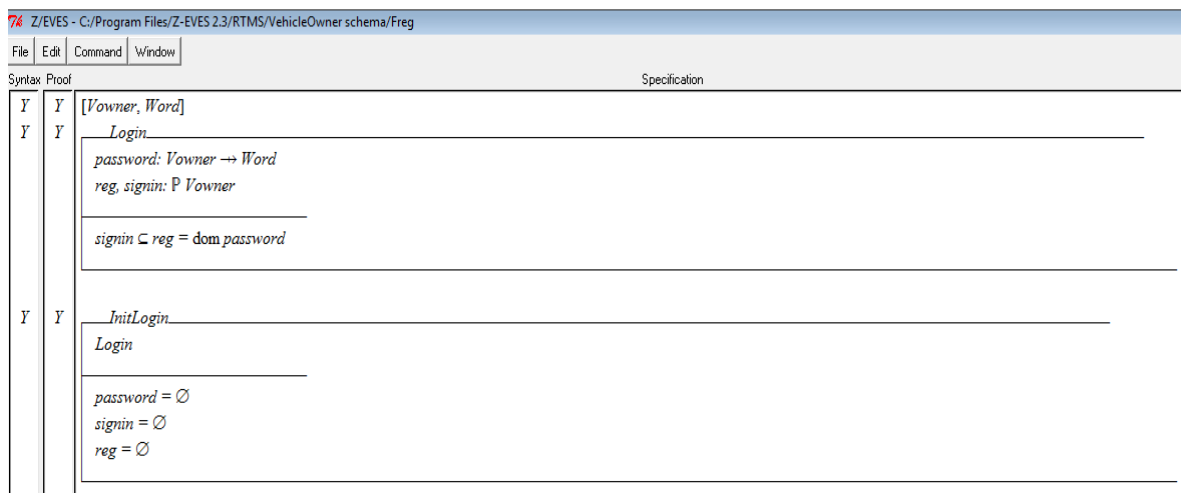 Z/EVES - C:/Program Files/Z-EVES 2.3/RTMS/VehicleOwner schema/Freg
File Edit Command Window
Syntax Proof Specification
Y Y [Vowner, Word]
Y Y Login
password: Vowner ⇸ Word
reg, signin: ℙ Vowner
signin ⊆ reg = dom password
Y Y InitLogin
Login
password = ∅
signin = ∅
reg = ∅